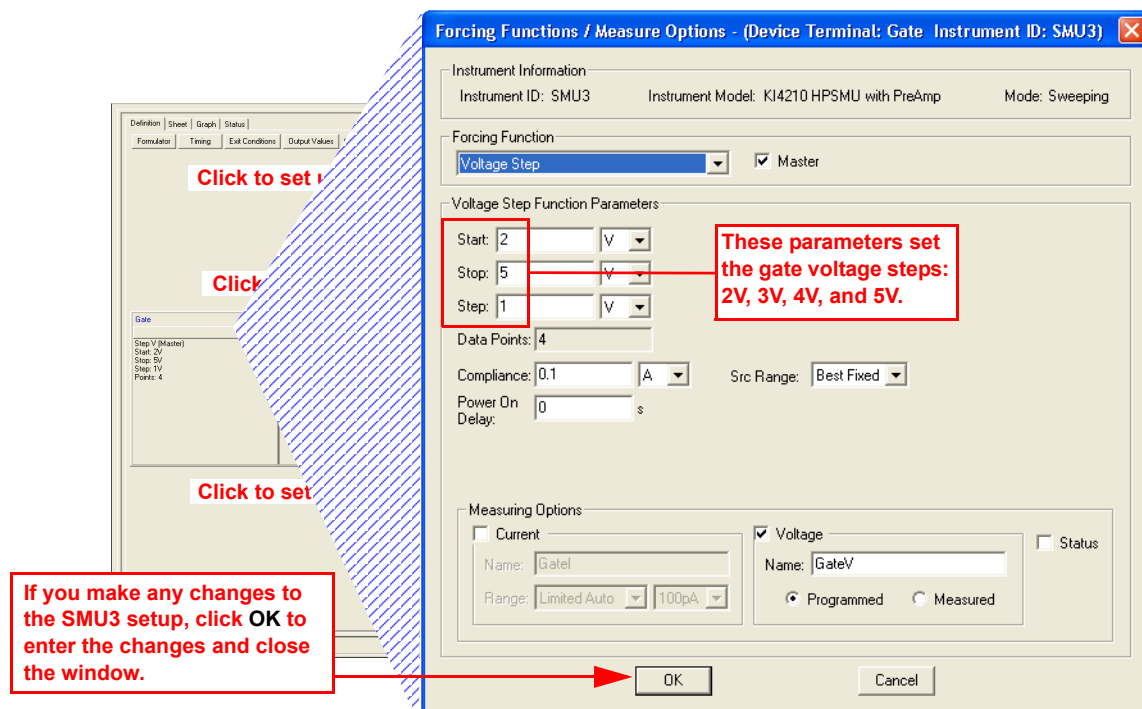 Forcing Functions / Measure Options - (Device Terminal: Gate Instrument ID: SMU3)
Instrument Information
Instrument ID: SMU3 Instrument Model: KI4210 HPSMU with PreAmp Mode: Sweeping
Forcing Function
Voltage Step Master
Voltage Step Function Parameters
Start: 2 V
Stop: 5 V
Step: 1 V
These parameters set
the gate voltage steps:
2V, 3V, 4V, and 5V.
Data Points: 4
Compliance: 0.1 A Src Range: Best Fixed
Power On
Delay: 0 s
Measuring Options
Current
Name: GateI
Range: Limited Auto 100pA
Voltage
Name: GateV
Programmed Measured
Status
OK Cancel
Definition Sheet Graph Status
Formulator Timing Exit Conditions Output Values
Click to set
Click
Gate
Step V (Master)
Start: 2V
Stop: 5V
Step: 1V
Points: 4
Click to set
If you make any changes to
the SMU3 setup, click OK to
enter the changes and close
the window.